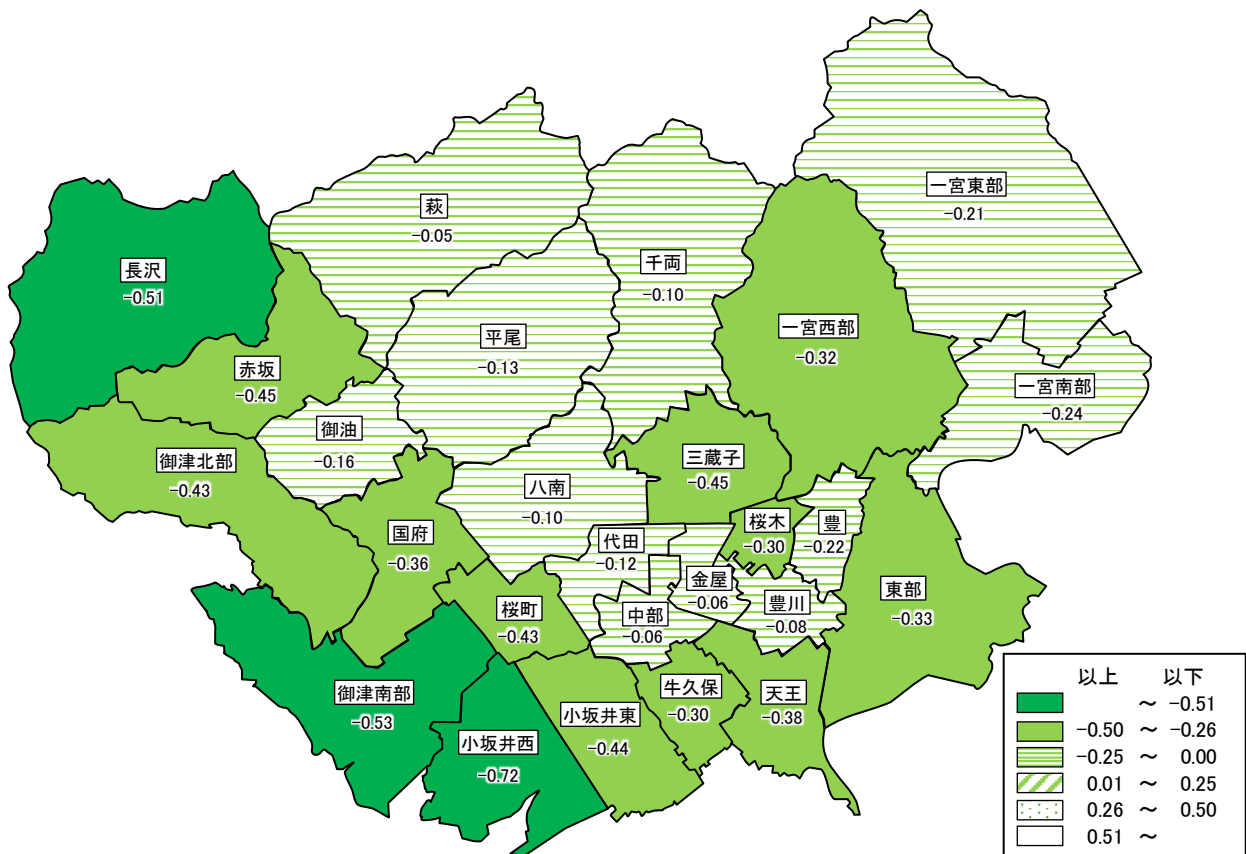 一宮東部
-0.21
萩
-0.05
長沢
-0.51
千両
-0.10
一宮西部
-0.32
平尾
-0.13
赤坂
-0.45
一宮南部
-0.24
御油
-0.16
御津北部
-0.43
三蔵子
-0.45
八南
-0.10
国府
-0.36
桜木
-0.30
豊
-0.22
代田
-0.12
金屋
-0.06
豊川
-0.08
東部
-0.33
桜町
-0.43
中部
-0.06
御津南部
-0.53
小坂井西
-0.72
小坂井東
-0.44
牛久保
-0.30
天王
-0.38
以上 以下
～ -0.51
-0.50 ～ -0.26
-0.25 ～ 0.00
0.01 ～ 0.25
0.26 ～ 0.50
0.51 ～